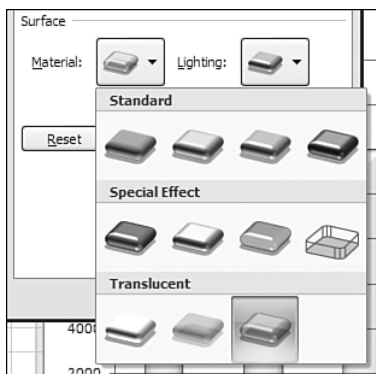 Surface
Material: Lighting:
Standard
Reset
Special Effect
Translucent
4000
2000